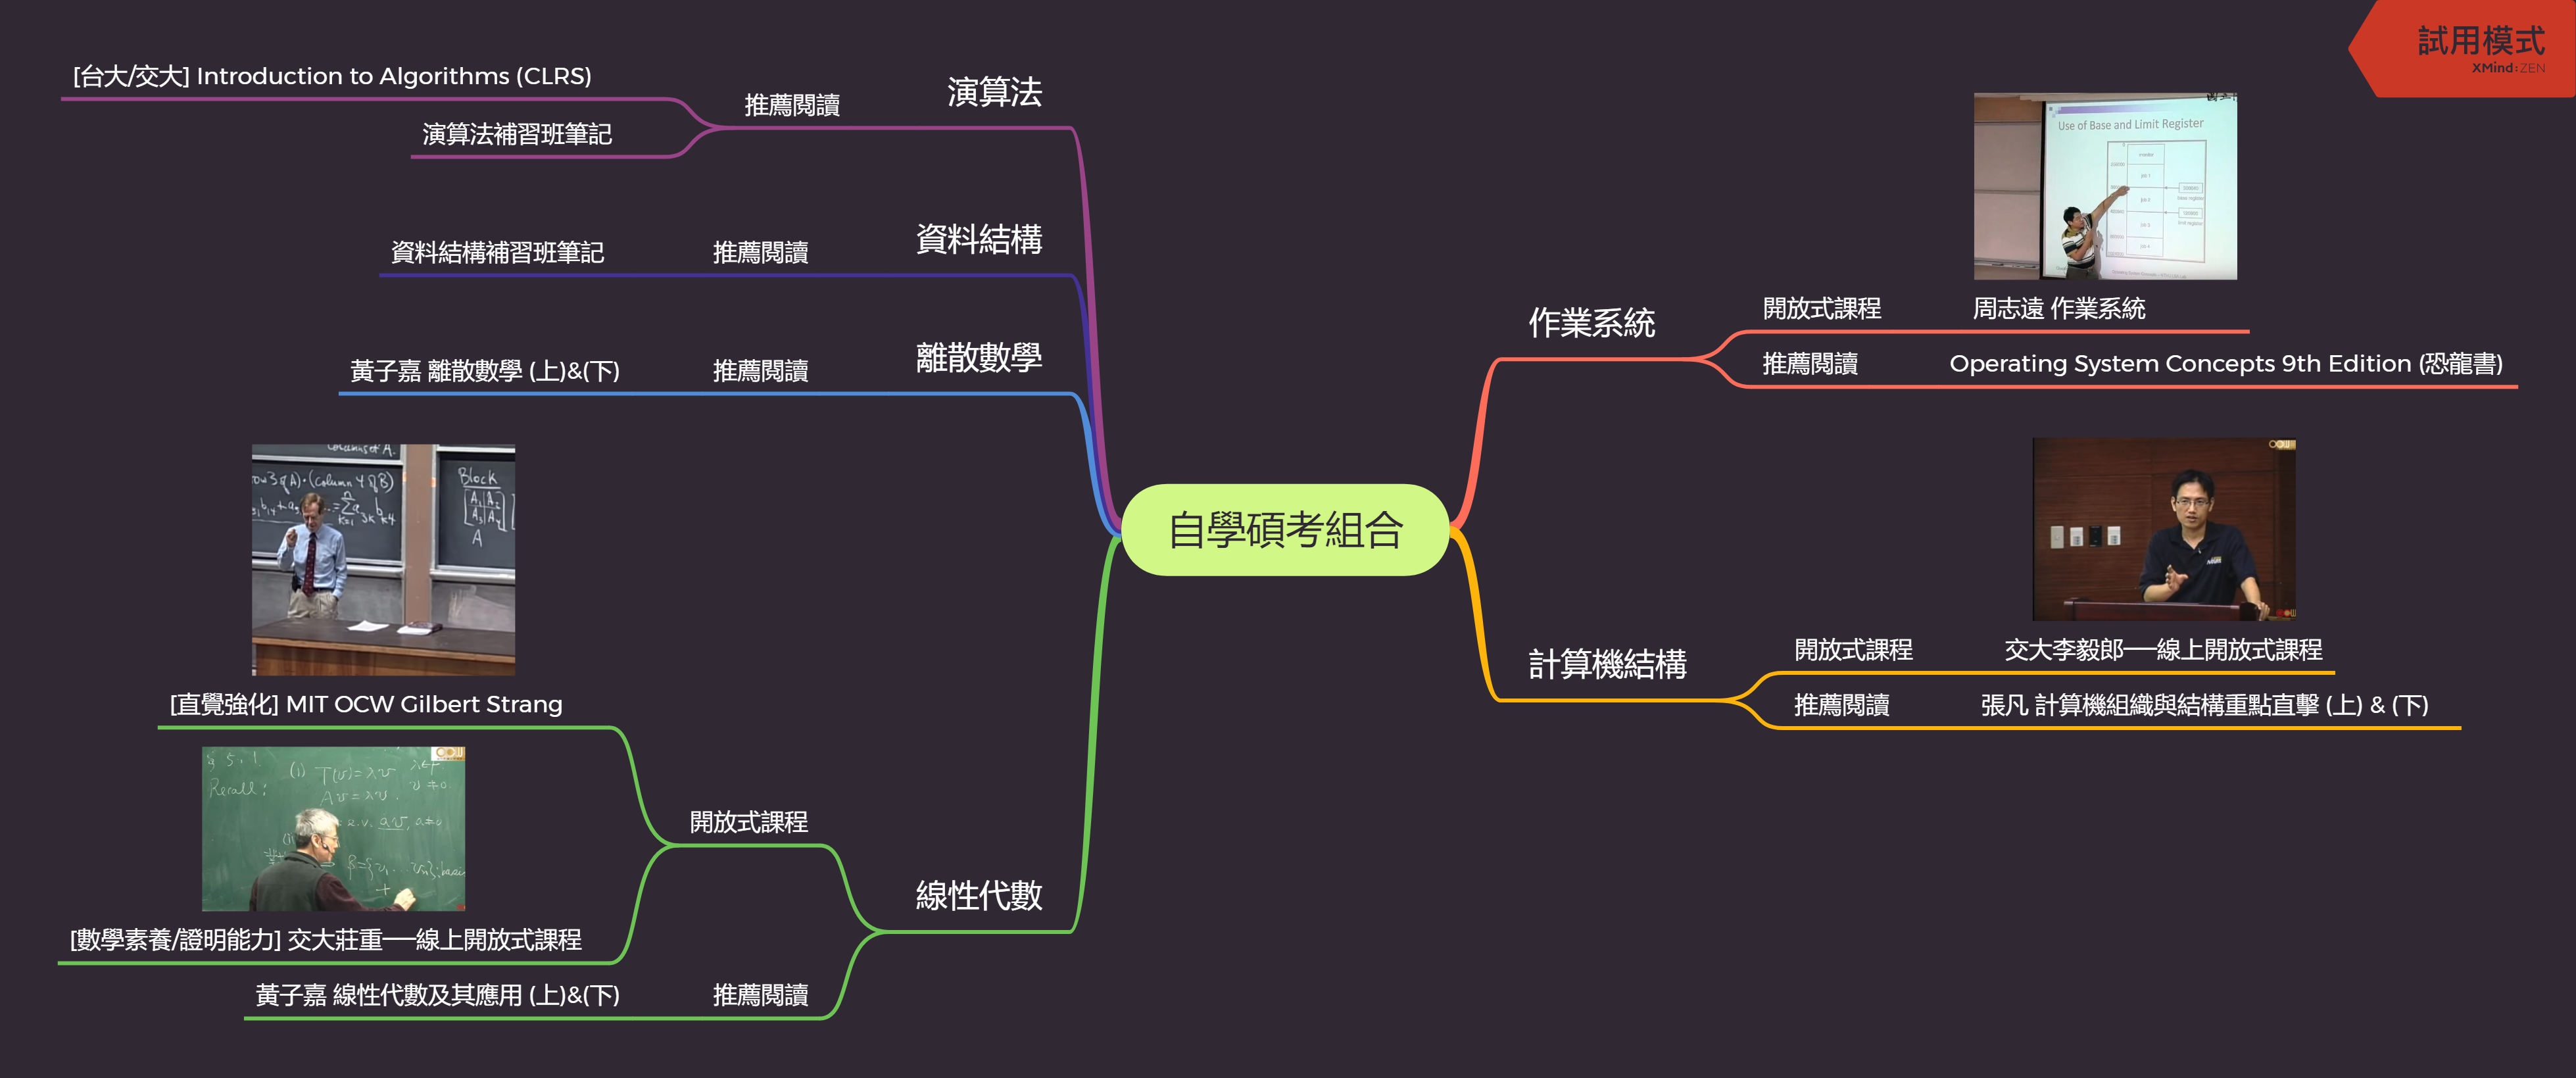 試用模式
XMind:ZEN
自學碩考組合
演算法
推薦閱讀
[台大/交大] Introduction to Algorithms (CLRS)
演算法補習班筆記
資料結構
推薦閱讀
資料結構補習班筆記
離散數學
推薦閱讀
黃子嘉 離散數學 (上)&(下)
線性代數
開放式課程
Block
[直覺強化] MIT OCW Gilbert Strang
§ 5.1
Recall:
(1) T(v)=λv
Av=λv.
[數學素養/證明能力] 交大莊重──線上開放式課程
推薦閱讀
黃子嘉 線性代數及其應用 (上)&(下)
作業系統
開放式課程
Use of Base and Limit Register
周志遠 作業系統
推薦閱讀
Operating System Concepts 9th Edition (恐龍書)
計算機結構
開放式課程
交大李毅郎──線上開放式課程
推薦閱讀
張凡 計算機組織與結構重點直擊 (上) & (下)